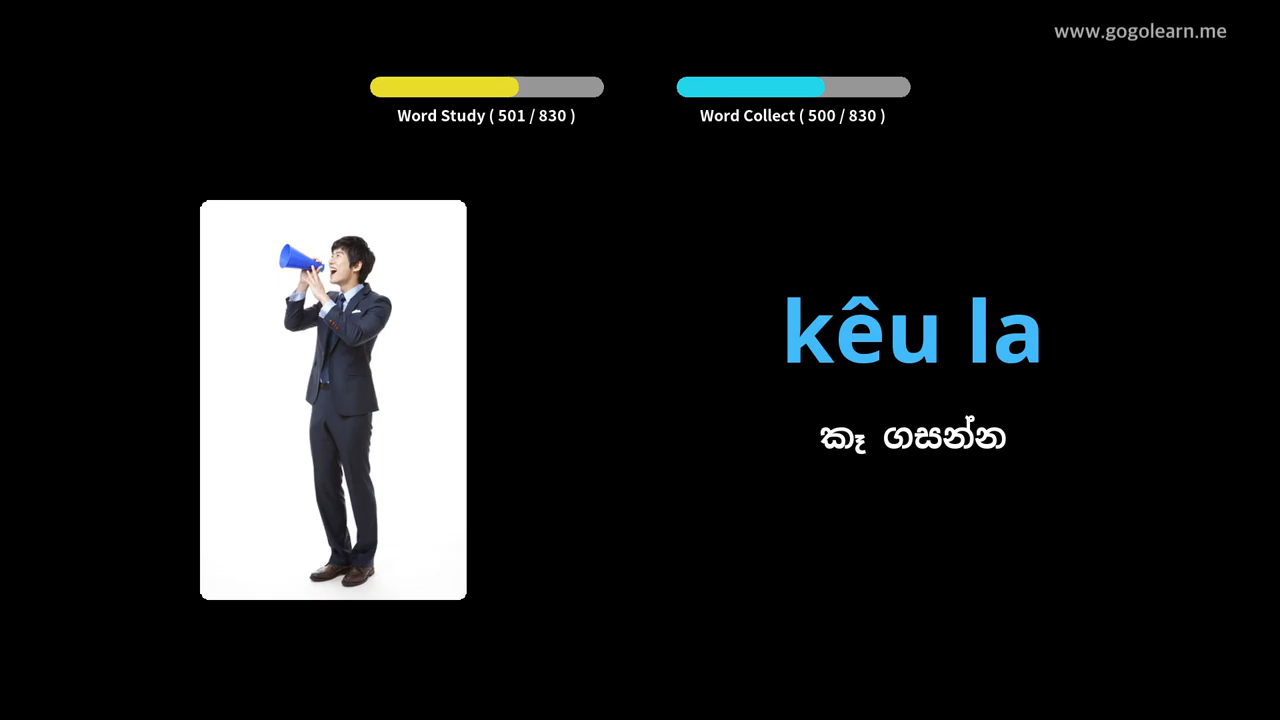 www.gogolearn.me
Word Study ( 501 / 830 )
Word Collect ( 500 / 830 )
kêu la
කෑ ගසන්න